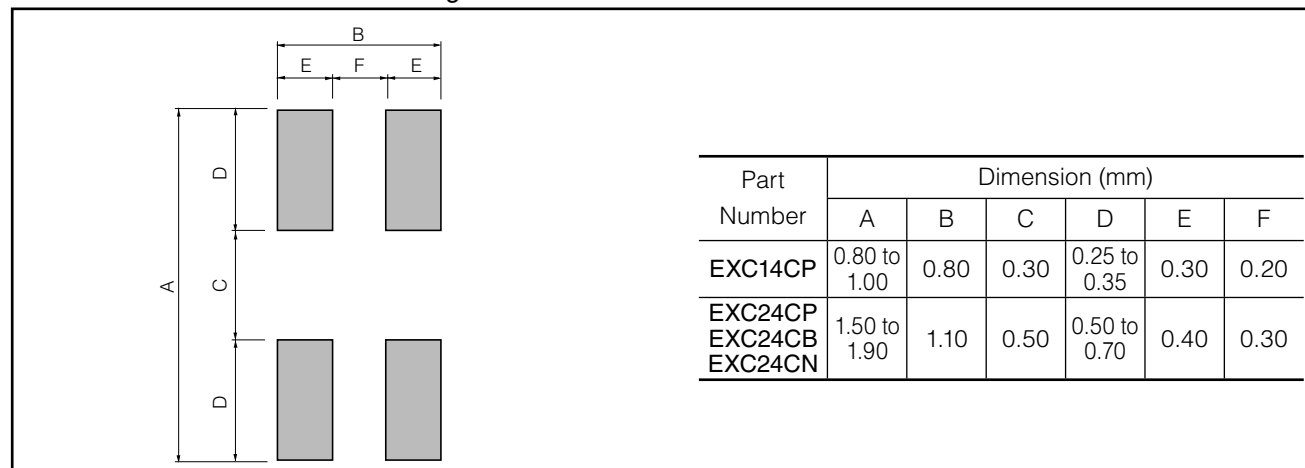 B
E F E
D
A C
D
Part Number Dimension (mm)
A B C D E F
EXC14CP 0.80 to 1.00 0.80 0.30 0.25 to 0.35 0.30 0.20
EXC24CP
EXC24CB
EXC24CN 1.50 to 1.90 1.10 0.50 0.50 to 0.70 0.40 0.30